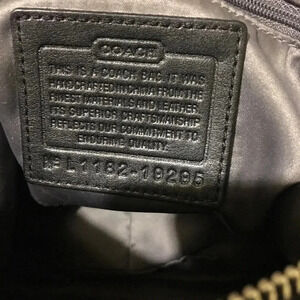 COACH
THIS IS A COACH BAG. IT WAS
HANDCRAFTED IN CHINA FROM THE
FINEST MATERIALS AND LEATHER
ITS SUPERIOR CRAFTSMANSHIP
REFLECTS OUR COMMITMENT TO
ENDURING QUALITY.
Nº L1182-19295